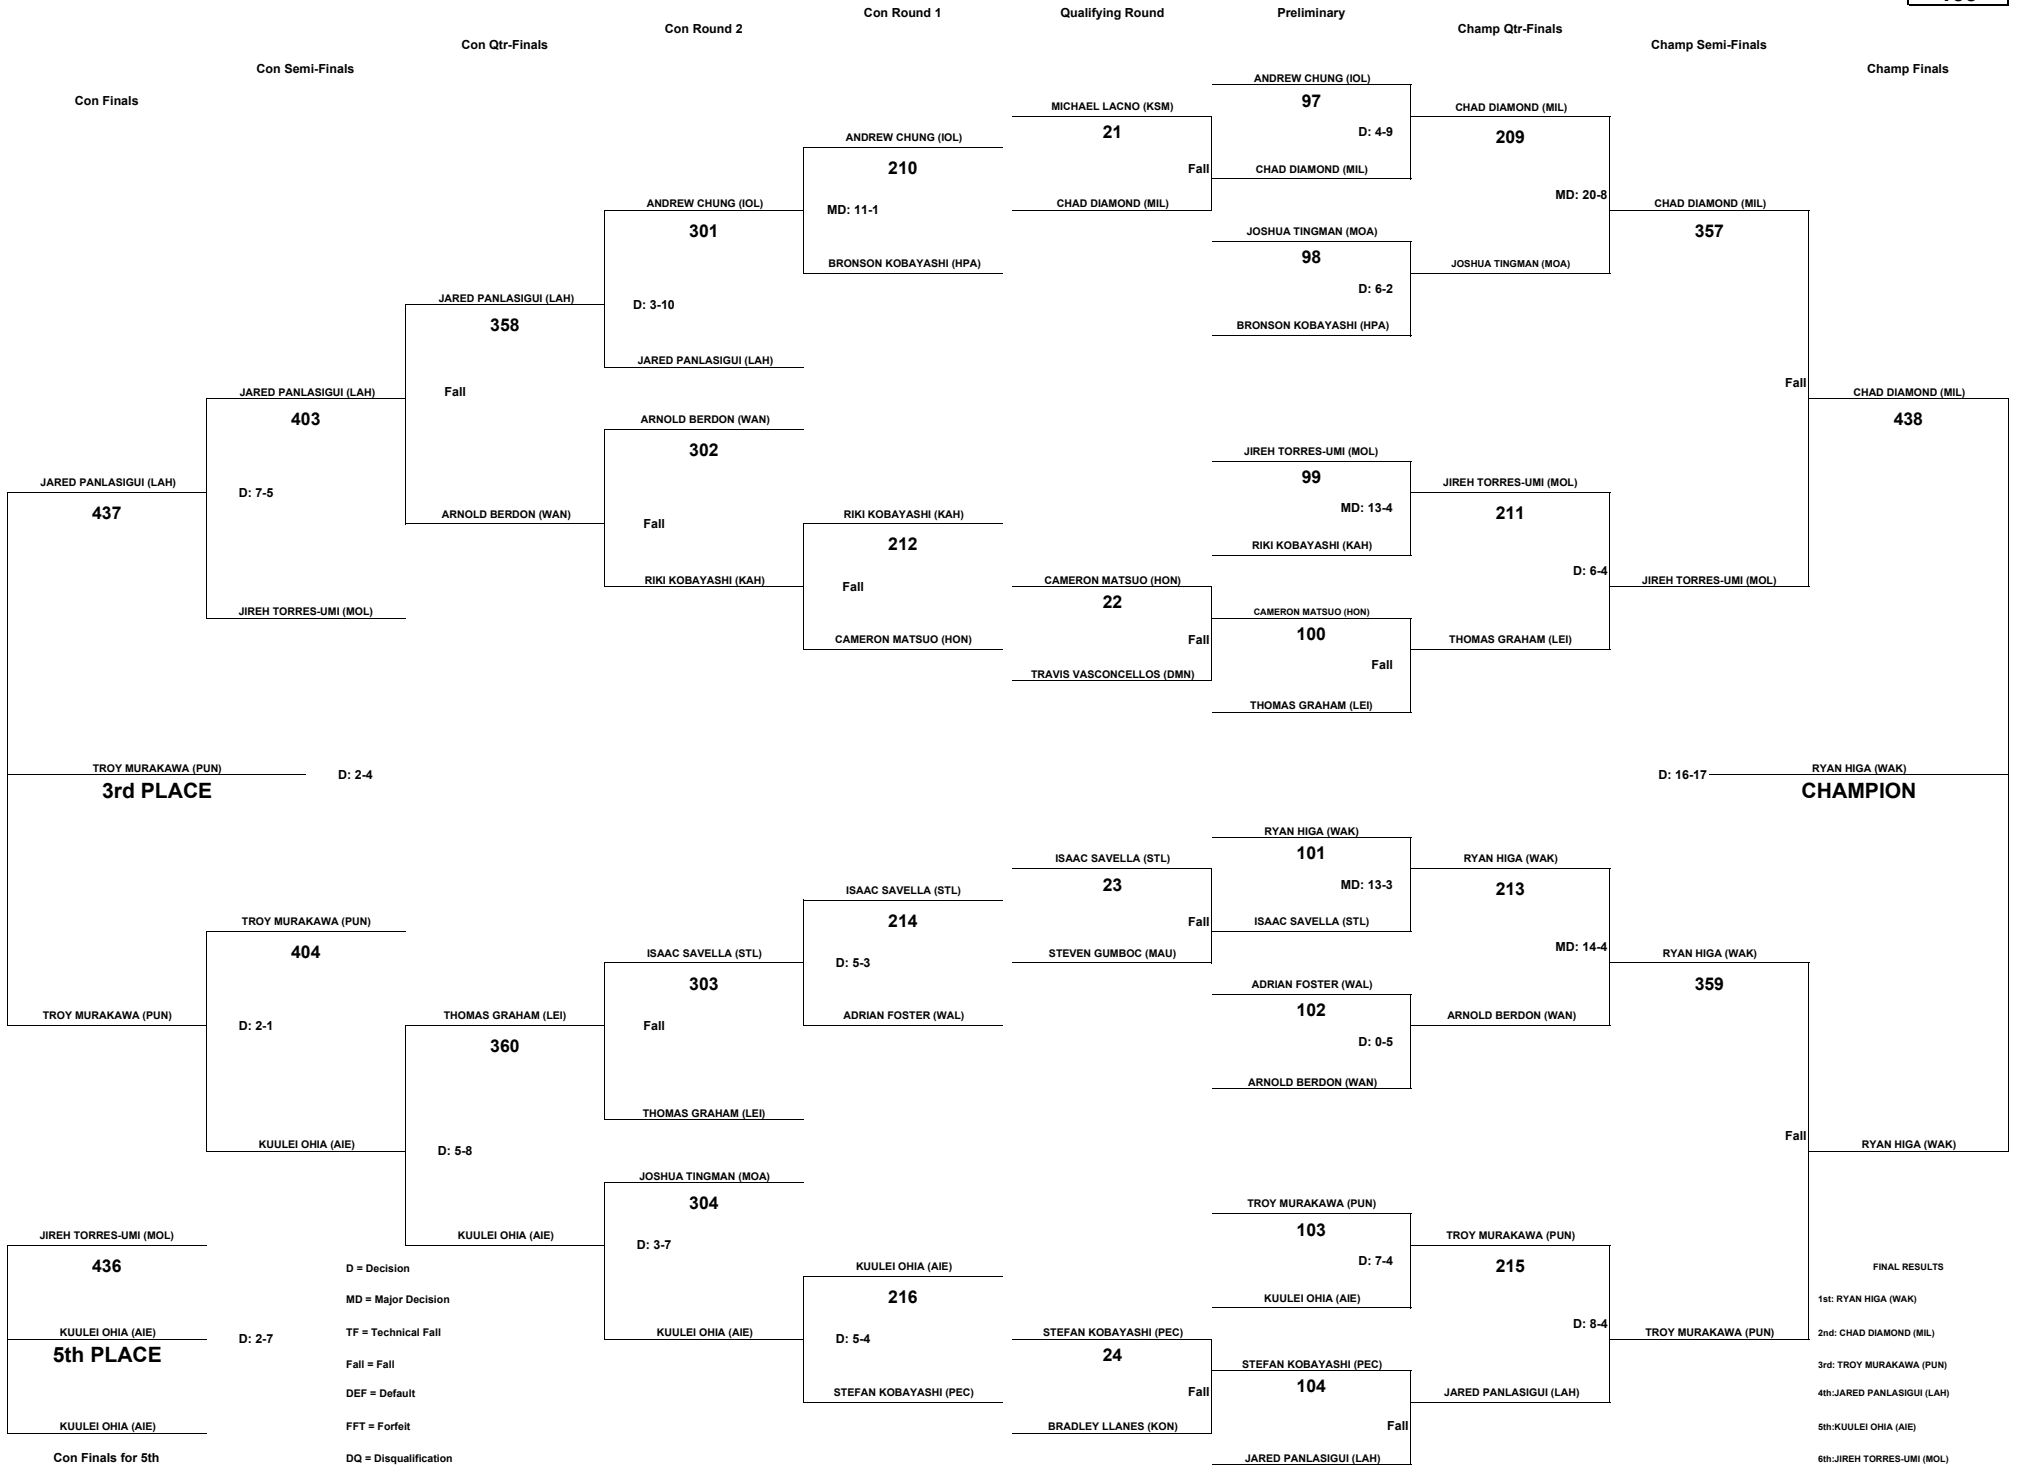 Con Round 1
Qualifying Round
Preliminary
Con Round 2
Champ Qtr-Finals
Con Qtr-Finals
Champ Semi-Finals
Con Semi-Finals
Champ Finals
Con Finals
JARED PANLASIGUI (LAH)
437
TROY MURAKAWA (PUN)
D: 2-4
3rd PLACE
TROY MURAKAWA (PUN)
JIREH TORRES-UMI (MOL)
436
KUULEI OHIA (AIE)
D: 2-7
5th PLACE
KUULEI OHIA (AIE)
Con Finals for 5th
JARED PANLASIGUI (LAH)
403
D: 7-5
JIREH TORRES-UMI (MOL)
TROY MURAKAWA (PUN)
404
D: 2-1
KUULEI OHIA (AIE)
D = Decision
MD = Major Decision
TF = Technical Fall
Fall = Fall
DEF = Default
FFT = Forfeit
DQ = Disqualification
JARED PANLASIGUI (LAH)
358
Fall
ARNOLD BERDON (WAN)
THOMAS GRAHAM (LEI)
360
D: 5-8
KUULEI OHIA (AIE)
ANDREW CHUNG (IOL)
301
D: 3-10
JARED PANLASIGUI (LAH)
ARNOLD BERDON (WAN)
302
Fall
RIKI KOBAYASHI (KAH)
ISAAC SAVELLA (STL)
303
Fall
THOMAS GRAHAM (LEI)
JOSHUA TINGMAN (MOA)
304
D: 3-7
KUULEI OHIA (AIE)
ANDREW CHUNG (IOL)
210
MD: 11-1
BRONSON KOBAYASHI (HPA)
RIKI KOBAYASHI (KAH)
212
Fall
CAMERON MATSUO (HON)
ISAAC SAVELLA (STL)
214
D: 5-3
ADRIAN FOSTER (WAL)
KUULEI OHIA (AIE)
216
D: 5-4
STEFAN KOBAYASHI (PEC)
MICHAEL LACNO (KSM)
21
Fall
CHAD DIAMOND (MIL)
CAMERON MATSUO (HON)
22
Fall
TRAVIS VASCONCELLOS (DMN)
ISAAC SAVELLA (STL)
23
Fall
STEVEN GUMBOC (MAU)
STEFAN KOBAYASHI (PEC)
24
Fall
BRADLEY LLANES (KON)
ANDREW CHUNG (IOL)
97
D: 4-9
CHAD DIAMOND (MIL)
JOSHUA TINGMAN (MOA)
98
D: 6-2
BRONSON KOBAYASHI (HPA)
JIREH TORRES-UMI (MOL)
99
MD: 13-4
RIKI KOBAYASHI (KAH)
CAMERON MATSUO (HON)
100
Fall
THOMAS GRAHAM (LEI)
RYAN HIGA (WAK)
101
MD: 13-3
ISAAC SAVELLA (STL)
ADRIAN FOSTER (WAL)
102
D: 0-5
ARNOLD BERDON (WAN)
TROY MURAKAWA (PUN)
103
D: 7-4
KUULEI OHIA (AIE)
STEFAN KOBAYASHI (PEC)
104
Fall
JARED PANLASIGUI (LAH)
CHAD DIAMOND (MIL)
209
MD: 20-8
JOSHUA TINGMAN (MOA)
JIREH TORRES-UMI (MOL)
211
D: 6-4
THOMAS GRAHAM (LEI)
RYAN HIGA (WAK)
213
MD: 14-4
ARNOLD BERDON (WAN)
TROY MURAKAWA (PUN)
215
D: 8-4
JARED PANLASIGUI (LAH)
CHAD DIAMOND (MIL)
357
Fall
JIREH TORRES-UMI (MOL)
RYAN HIGA (WAK)
359
Fall
TROY MURAKAWA (PUN)
CHAD DIAMOND (MIL)
438
D: 16-17
RYAN HIGA (WAK)
CHAMPION
RYAN HIGA (WAK)
FINAL RESULTS
1st: RYAN HIGA (WAK)
2nd: CHAD DIAMOND (MIL)
3rd: TROY MURAKAWA (PUN)
4th:JARED PANLASIGUI (LAH)
5th:KUULEI OHIA (AIE)
6th:JIREH TORRES-UMI (MOL)